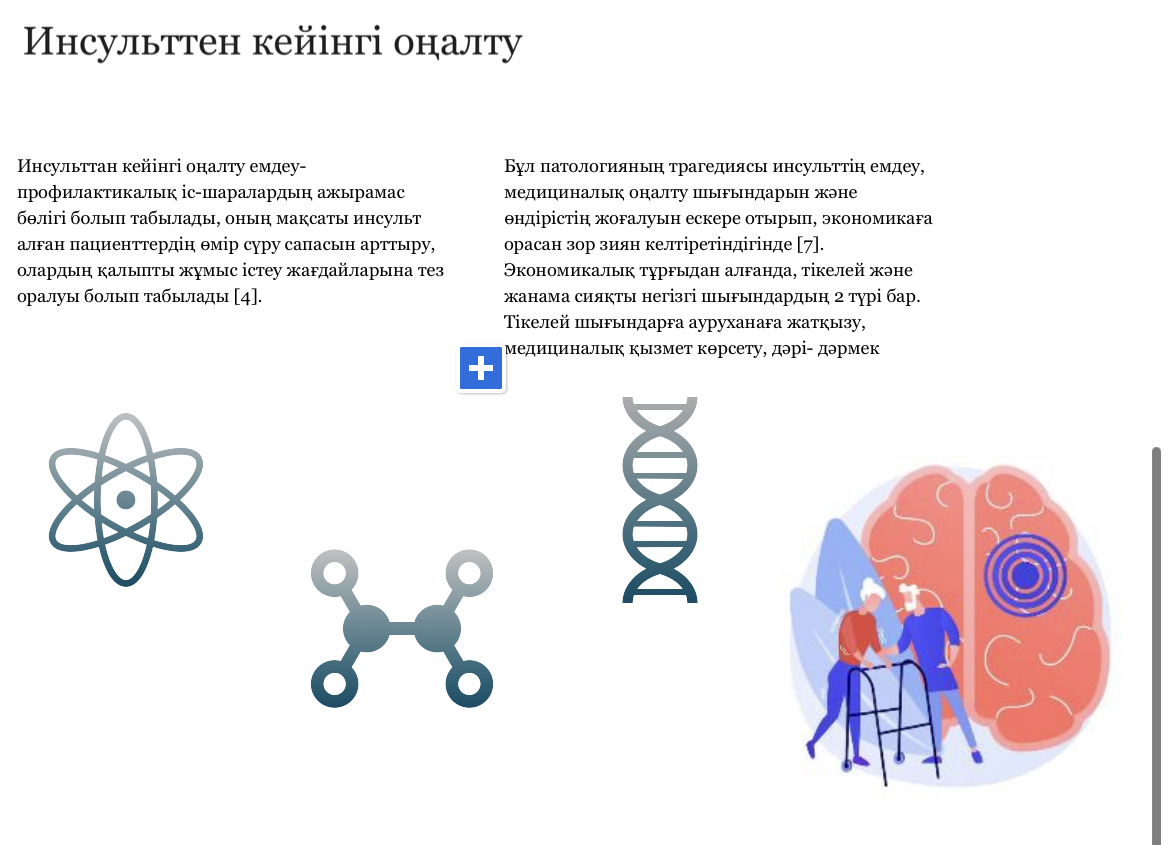 Инсульттен кейінгі оңалту
Инсульттан кейінгі оңалту емдеу-
профилактикалық іс-шаралардың ажырамас
бөлігі болып табылады, оның мақсаты инсульт
алған пациенттердің өмір сүру сапасын арттыру,
олардың қалыпты жұмыс істеу жағдайларына тез
оралуы болып табылады [4].
Бұл патологияның трагедиясы инсульттің емдеу,
медициналық оңалту шығындарын және
өндірістің жоғалуын ескере отырып, экономикаға
орасан зор зиян келтіретіндігінде [7].
Экономикалық тұрғыдан алғанда, тікелей және
жанама сияқты негізгі шығындардың 2 түрі бар.
Тікелей шығындарға ауруханаға жатқызу,
медициналық қызмет көрсету, дәрі- дәрмек